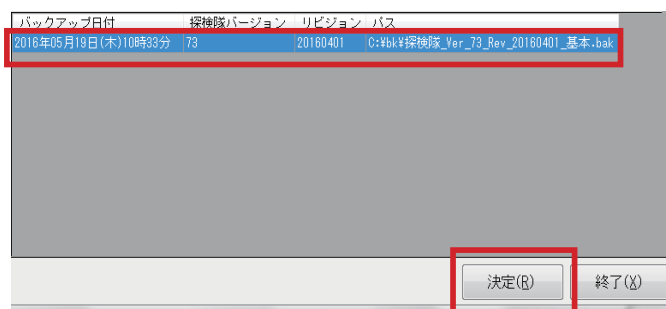 バックアップ日付 探検隊バージョン リビジョン パス
2016年05月19日(木)10時33分 73 20160401 C:¥bk¥探検隊_Ver_73_Rev_20160401_基本.bak
決定(R) 終了(X)